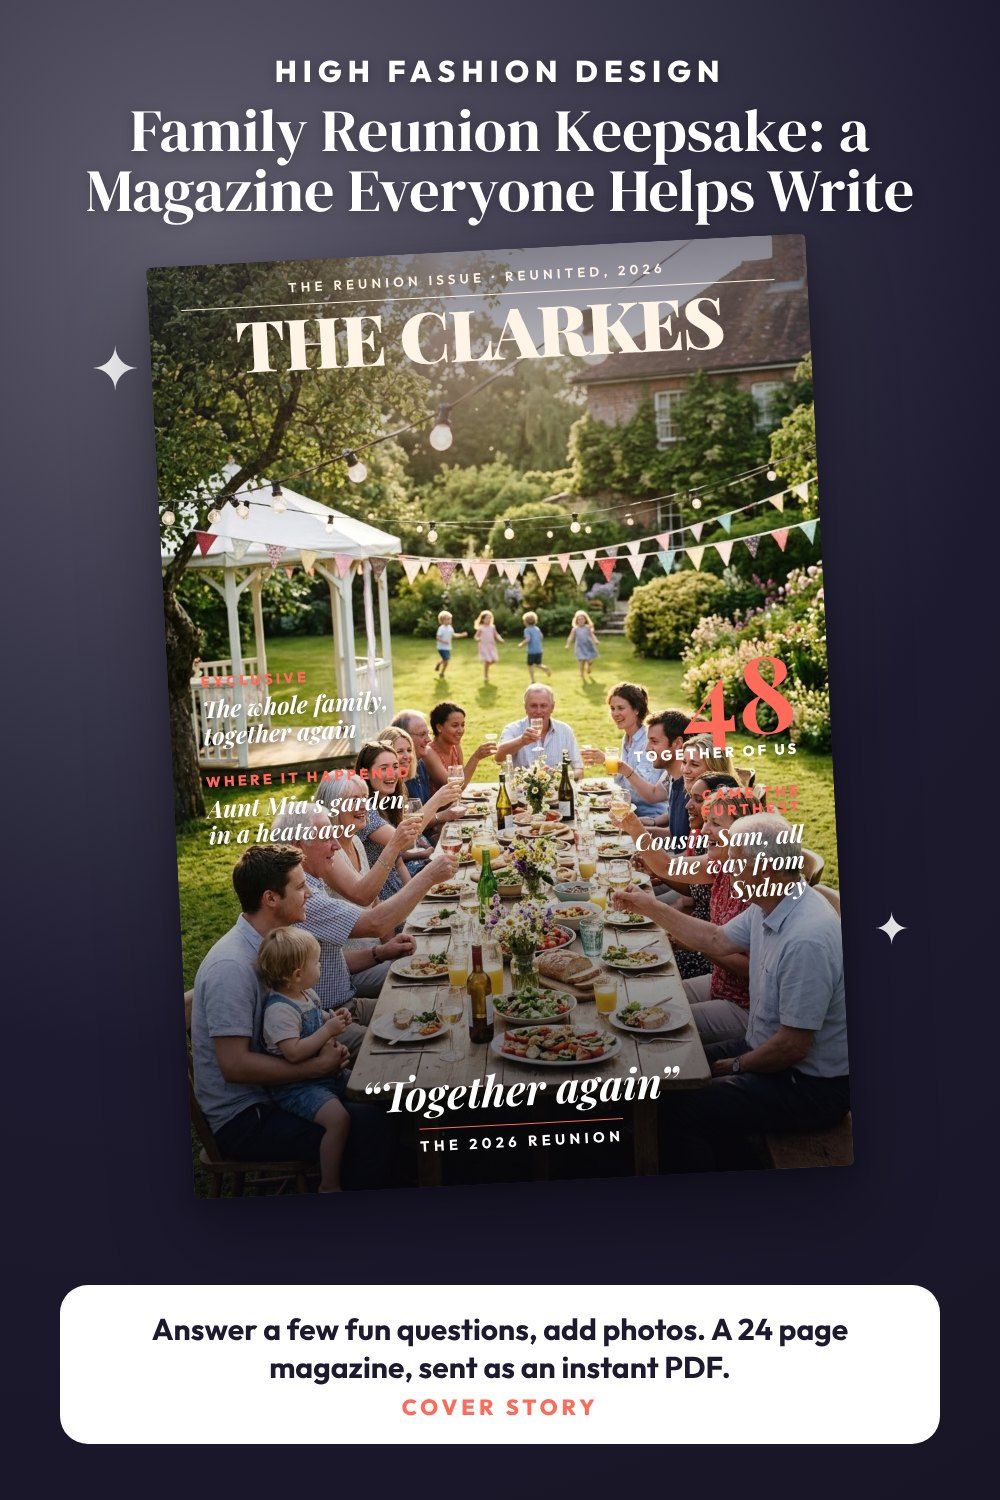 HIGH FASHION DESIGN
Family Reunion Keepsake: a
Magazine Everyone Helps Write
THE REUNION ISSUE · REUNITED, 2026
THE CLARKES
EXCLUSIVE
The whole family,
together again
WHERE IT HAPPENED
Aunt Mia's garden,
in a heatwave
48
TOGETHER OF US
CAME THE
FURTHEST
Cousin Sam, all
the way from
Sydney
“Together again”
THE 2026 REUNION
Answer a few fun questions, add photos. A 24 page
magazine, sent as an instant PDF.
COVER STORY